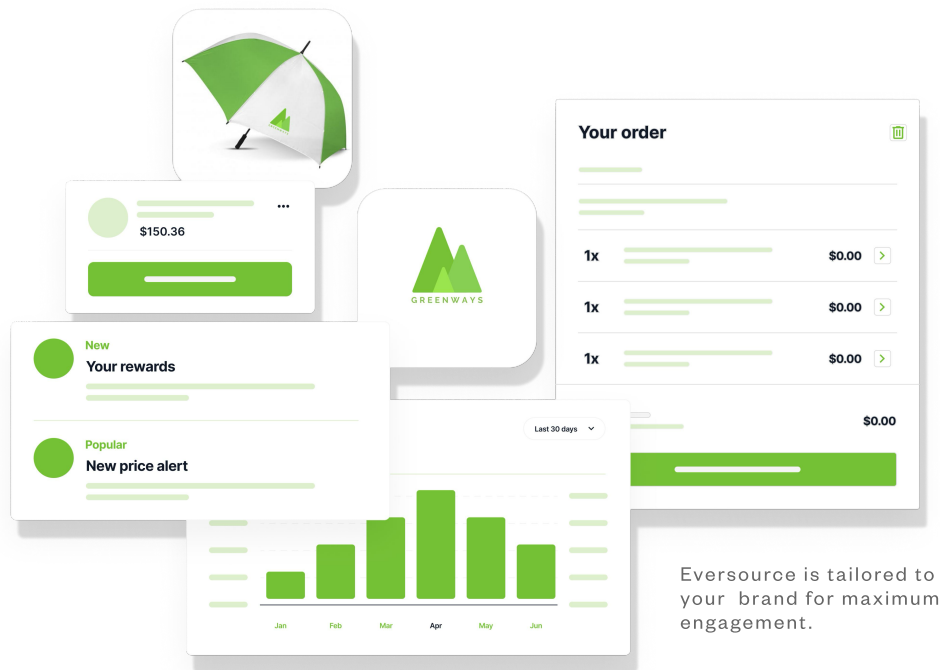 $150.36
GREENWAYS
New
Your rewards
Popular
New price alert
Your order
1x $0.00
1x $0.00
1x $0.00
$0.00
Last 30 days
Jan Feb Mar Apr May Jun
Eversource is tailored to
your brand for maximum
engagement.